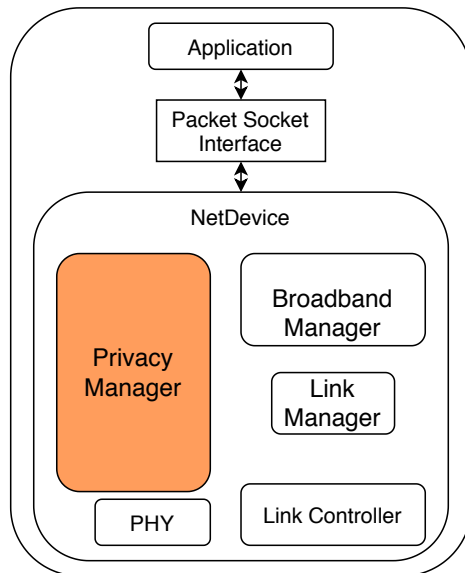 Application
Packet Socket
Interface
NetDevice
Privacy
Manager
Broadband
Manager
Link
Manager
PHY
Link Controller